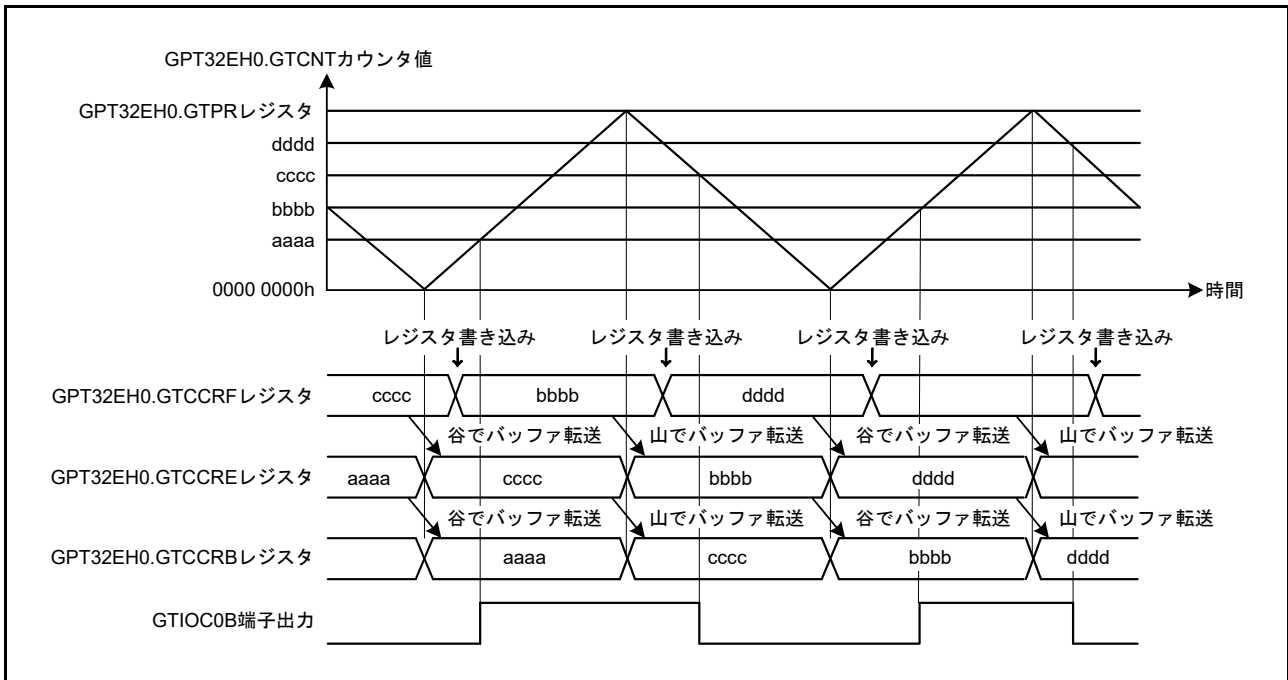 GPT32EH0.GTCNTカウンタ値
GPT32EH0.GTPRレジスタ
dddd
cccc
bbbb
aaaa
0000 0000h
時間
レジスタ書き込み レジスタ書き込み レジスタ書き込み レジスタ書き込み
GPT32EH0.GTCCRFレジスタ cccc bbbb dddd
谷でバッファ転送 山でバッファ転送 谷でバッファ転送 山でバッファ転送
GPT32EH0.GTCCREレジスタ aaaa cccc bbbb dddd
谷でバッファ転送 山でバッファ転送 谷でバッファ転送 山でバッファ転送
GPT32EH0.GTCCRBレジスタ aaaa cccc bbbb dddd
GTIOC0B端子出力